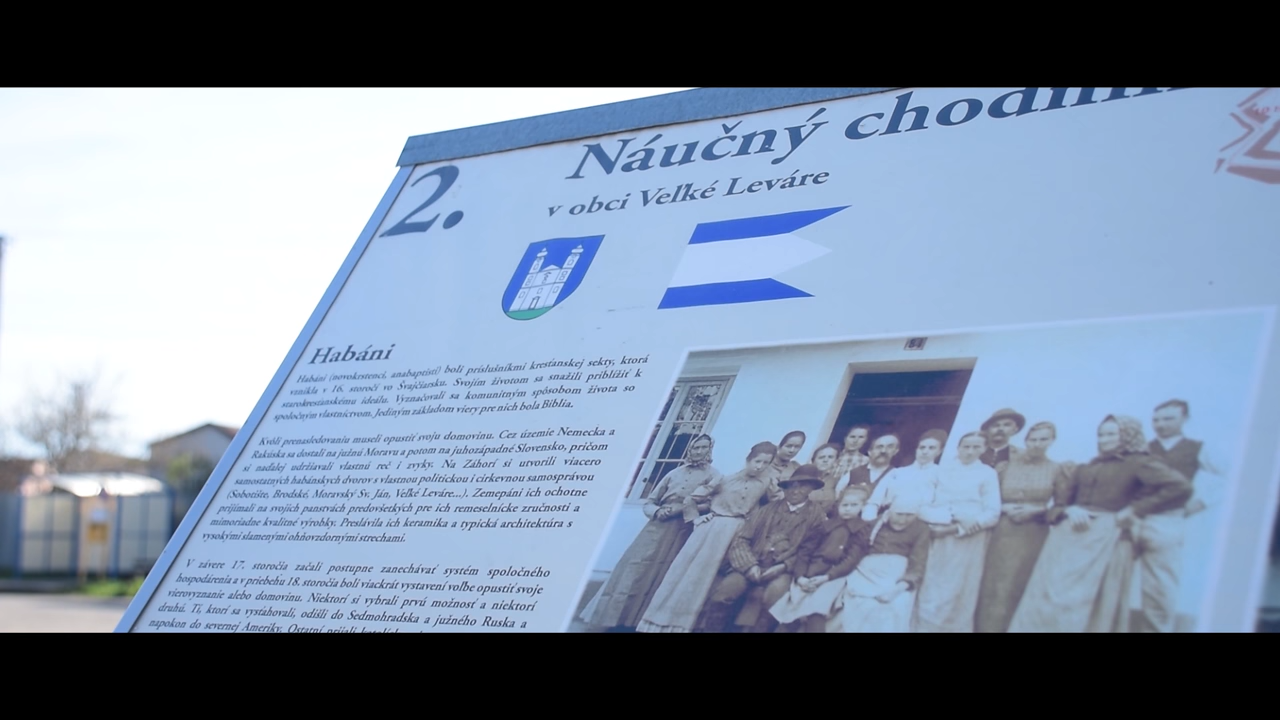 2.
Náučný
v obci Veľké Leváre
Habáni
Habáni (novokrstenci, anabaptisti) boli príslušníkmi kresťanskej sekty, ktorá
vznikla v 16. storočí vo Švajčiarsku. Svojím životom sa snažili priblížiť k
starokresťanskému ideálu. Vyznačovali sa komunitným spôsobom života so
spoločným vlastníctvom. Jediným základom viery pre nich bola Biblia.
Kvôli prenasledovaniu museli opustiť svoju domovinu. Cez územie Nemecka a
Rakúska sa dostali na južnú Moravu a potom na juhozápadné Slovensko, pričom
si naďalej udržiavali vlastnú reč i zvyky. Na Záhorí si utvorili viacero
samostatných habánskych dvorov s vlastnou politickou i cirkevnou samosprávou
(Sobotište, Brodské, Moravský Sv. Ján, Veľké Leváre...). Zemepáni ich ochotne
prijímali na svojich panstvách predovšetkým pre ich remeselnícke zručnosti a
mimoriadne kvalitné výrobky. Preslávila ich keramika a typická architektúra s
vysokými slamenými ohňovzdornými strechami.
V závere 17. storočia začali postupne zanechávať systém spoločného
hospodárenia a v priebehu 18. storočia boli viackrát vystavení voľbe opustiť svoje
vierovyznanie alebo domovinu. Niektorí si vybrali prvú možnosť a niektorí
druhú. Tí, ktorí sa vysťahovali, odišli do Sedmohradska a južného Ruska a
napokon do severnej Ameriky. Ostatní prijali